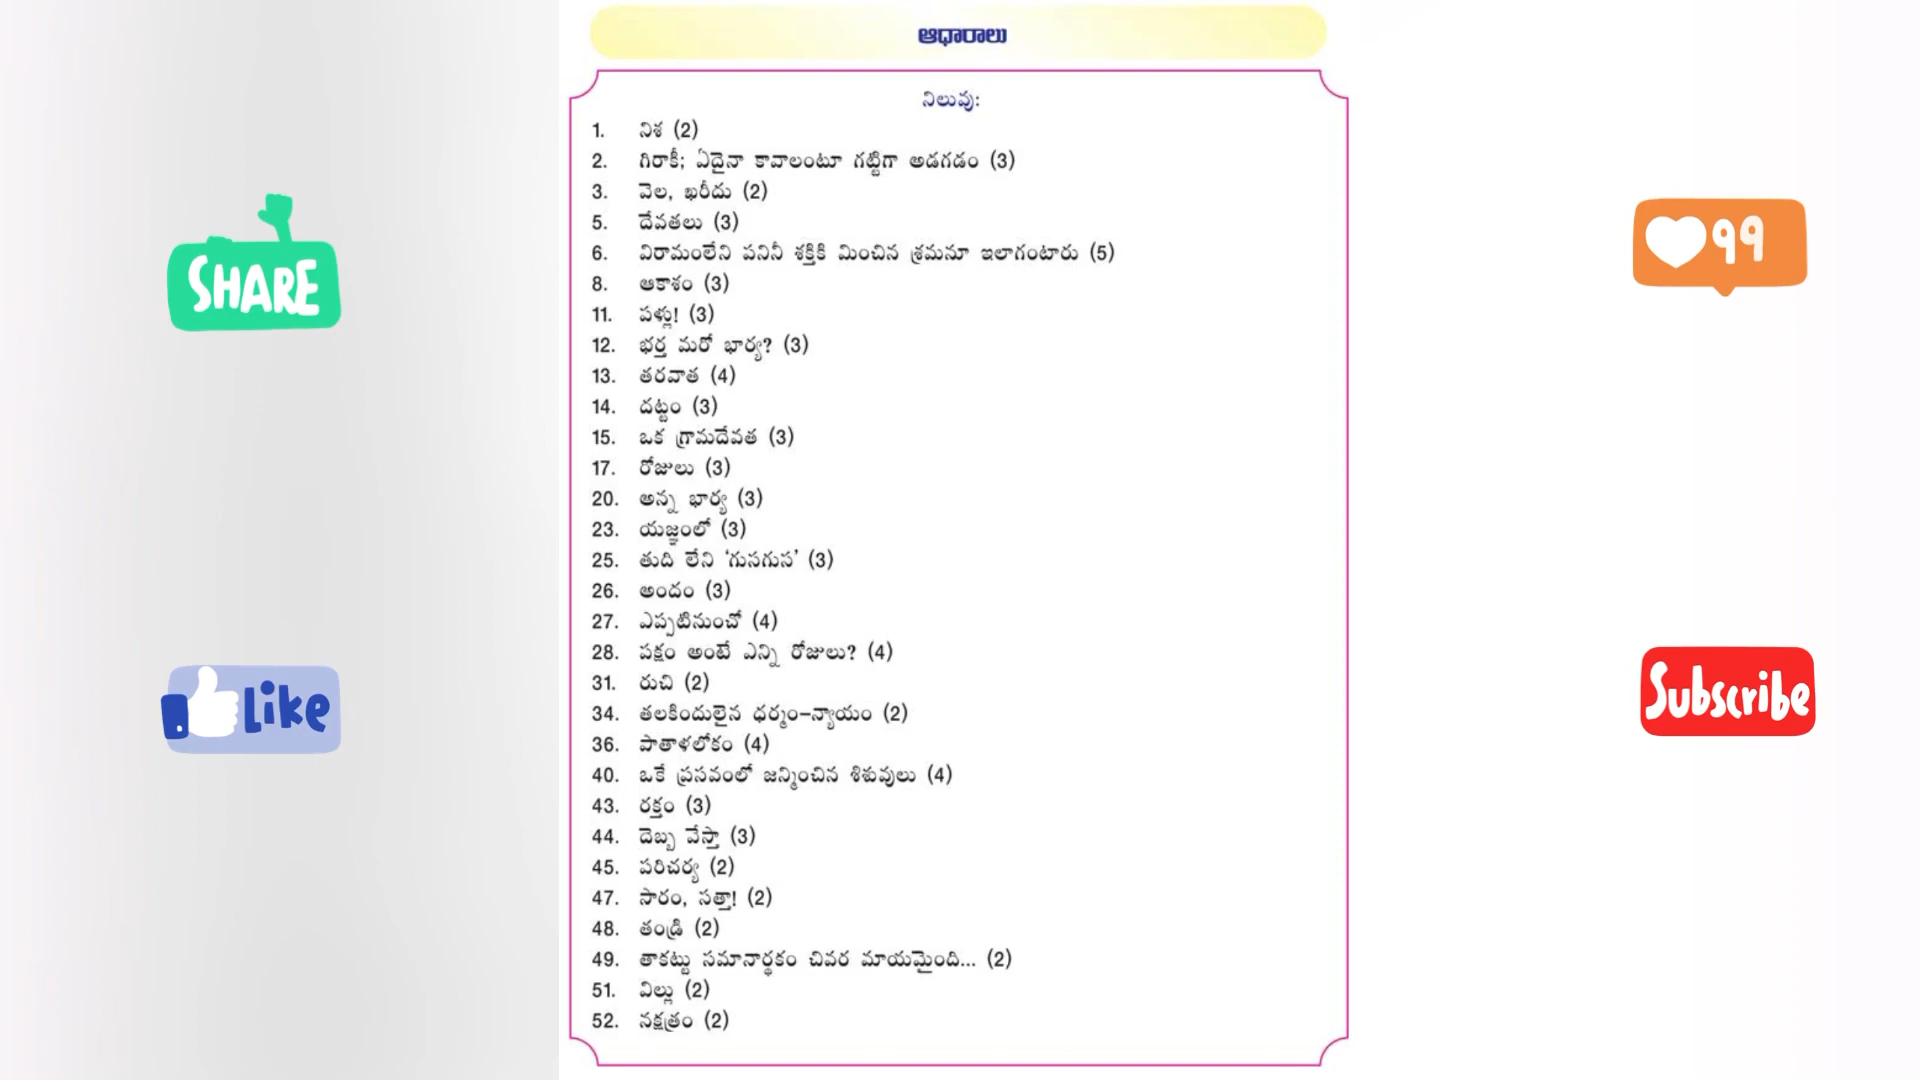 ఆధారాలు
నిలువు:
1. నిశ (2)
2. గిరాకీ; ఏదైనా కావాలంటూ గట్టిగా అడగడం (3)
3. వెల, ఖరీదు (2)
5. దేవతలు (3)
6. విరామంలేని పనినీ శక్తికి మించిన శ్రమనూ ఇలాగంటారు (5)
8. ఆకాశం (3)
11. పళ్లు! (3)
12. భర్త మరో భార్య? (3)
13. తరవాత (4)
14. దట్టం (3)
15. ఒక గ్రామదేవత (3)
17. రోజులు (3)
20. అన్న భార్య (3)
23. యజ్ఞంలో (3)
25. తుది లేని 'గుసగుస' (3)
26. అందం (3)
27. ఎప్పటినుంచో (4)
28. పక్షం అంటే ఎన్ని రోజులు? (4)
31. రుచి (2)
34. తలకిందులైన ధర్మం-న్యాయం (2)
36. పాతాళలోకం (4)
40. ఒకే ప్రసవంలో జన్మించిన శిశువులు (4)
43. రక్తం (3)
44. దెబ్బ వేస్తా (3)
45. పరిచర్య (2)
47. సారం, సత్తా! (2)
48. తండ్రి (2)
49. తాకట్టు సమానార్థకం చివర మాయమైంది... (2)
51. విల్లు (2)
52. నక్షత్రం (2)
SHARE
99
Like
Subscribe